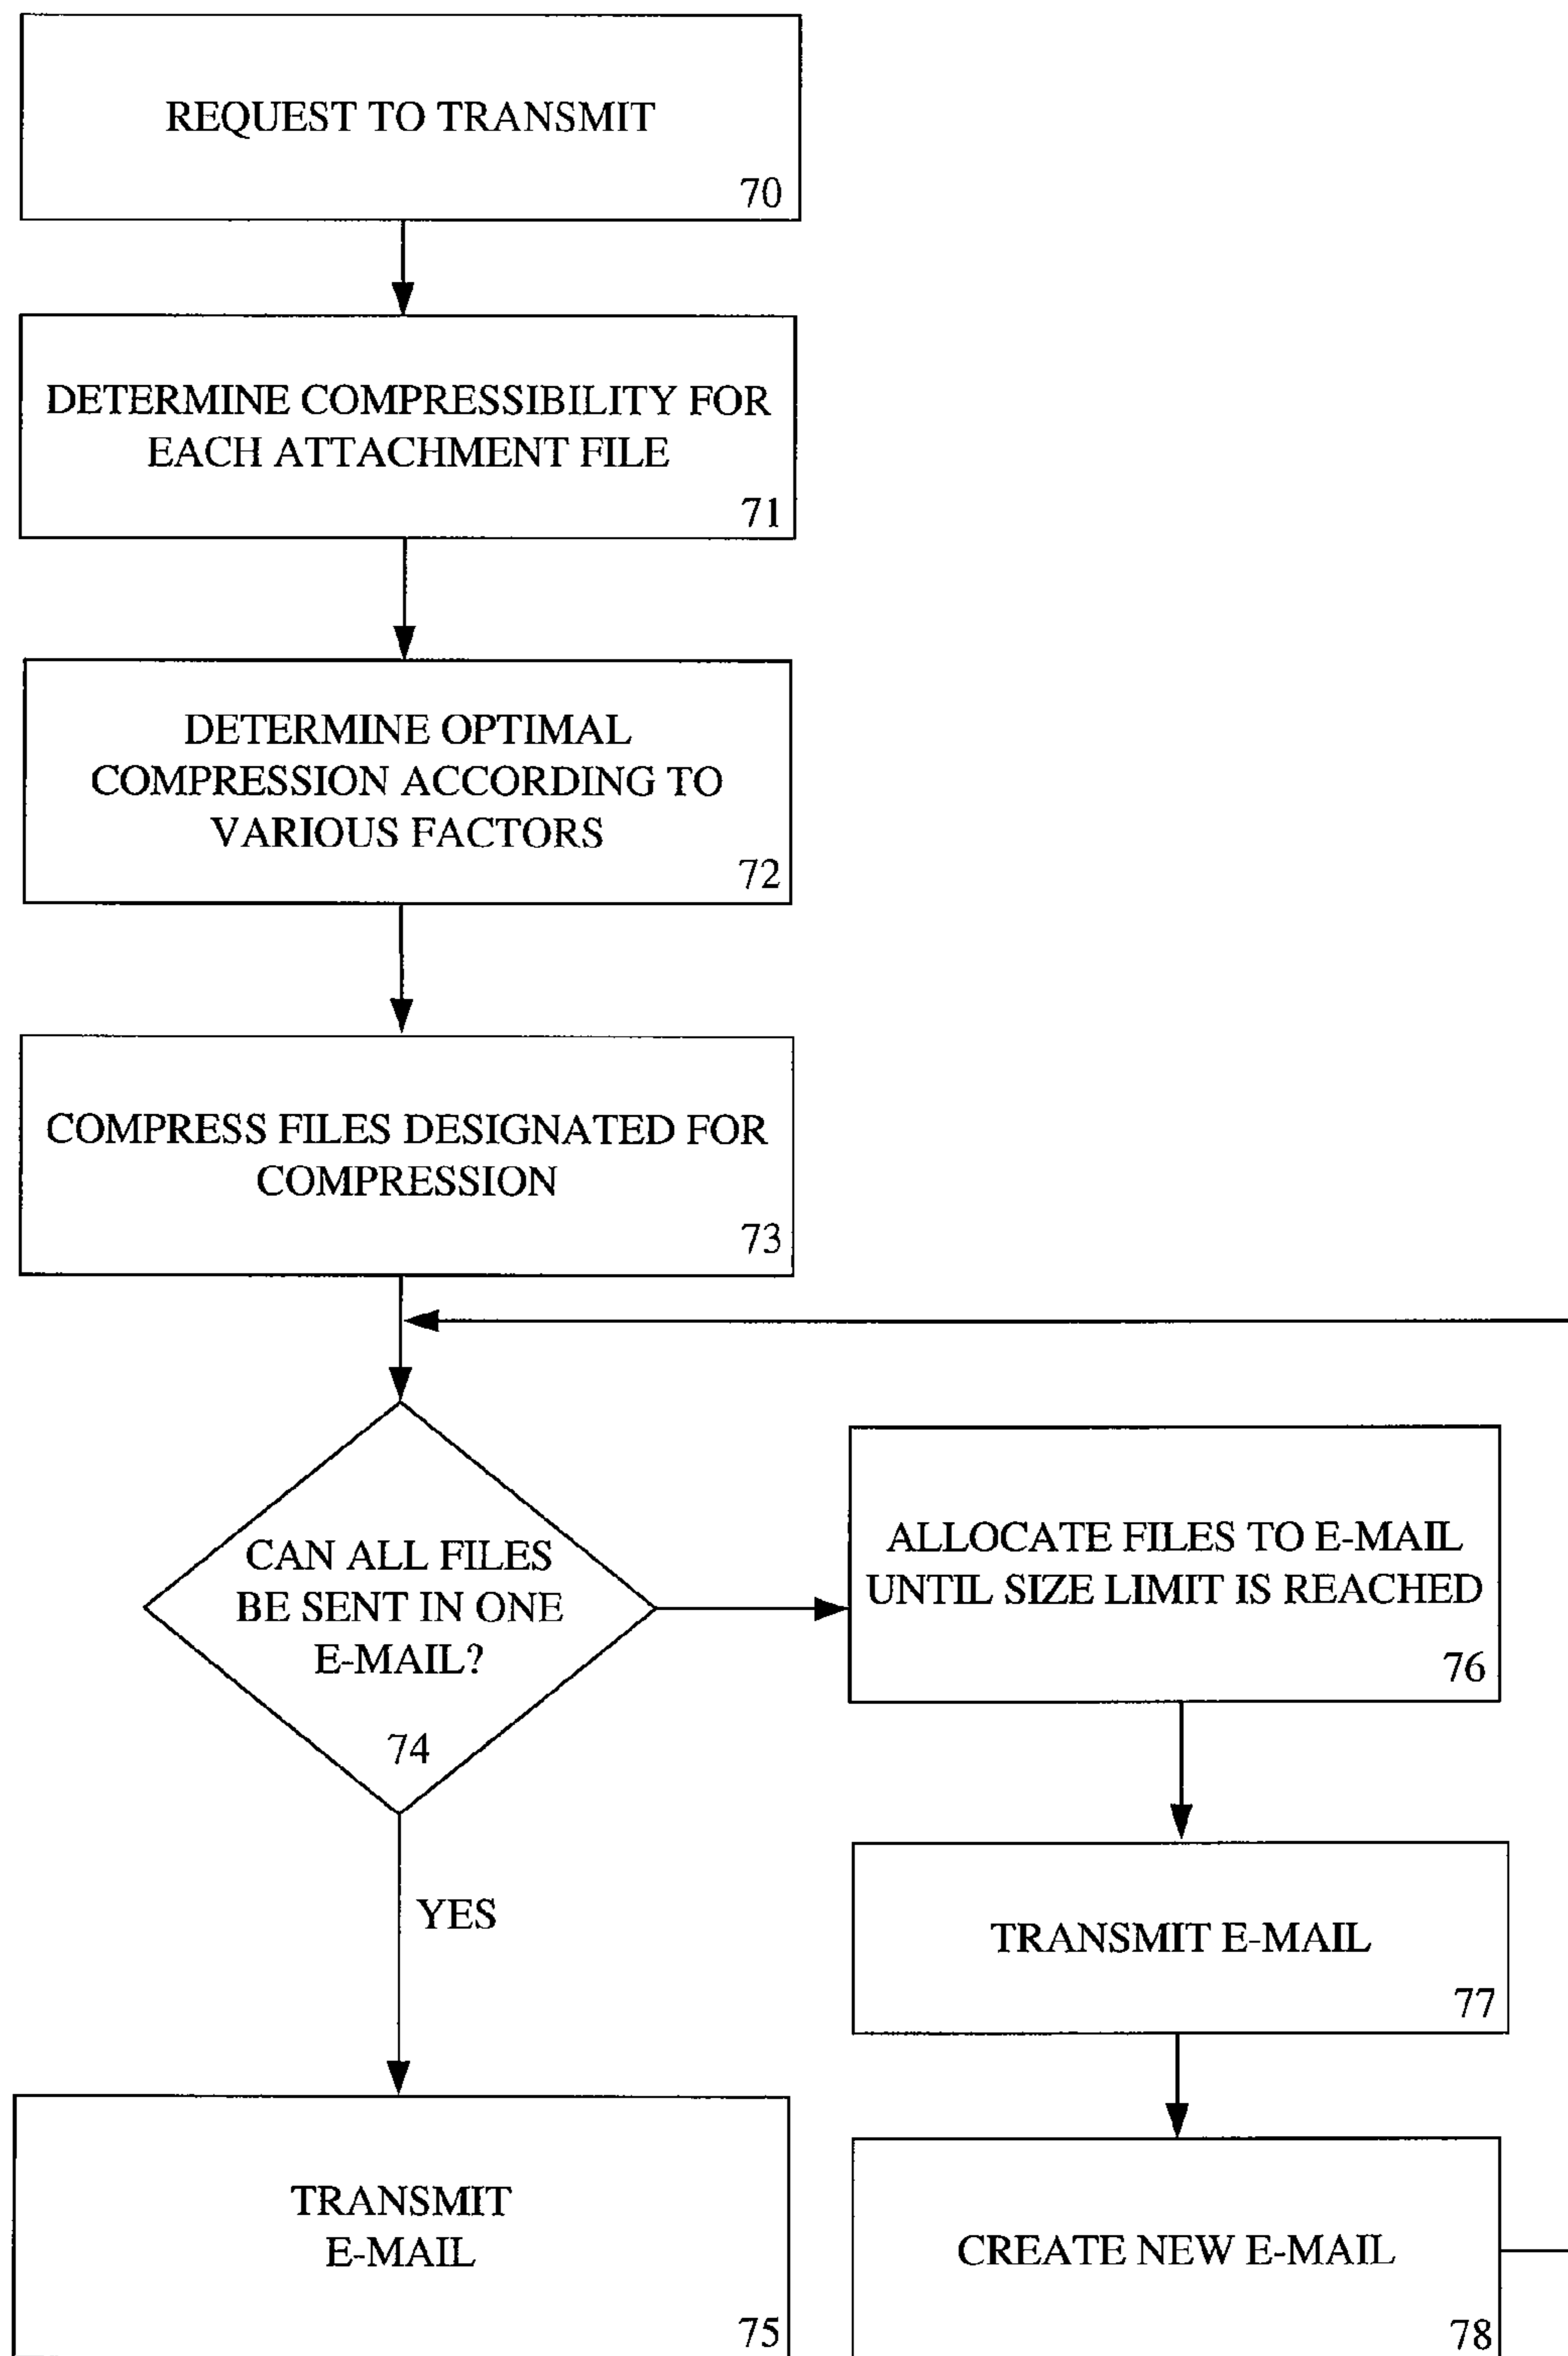 REQUEST TO TRANSMIT
70
DETERMINE COMPRESSIBILITY FOR
EACH ATTACHMENT FILE
71
DETERMINE OPTIMAL
COMPRESSION ACCORDING TO
VARIOUS FACTORS
72
COMPRESS FILES DESIGNATED FOR
COMPRESSION
73
CAN ALL FILES
BE SENT IN ONE
E-MAIL?
74
ALLOCATE FILES TO E-MAIL
UNTIL SIZE LIMIT IS REACHED
76
YES
TRANSMIT E-MAIL
77
TRANSMIT
E-MAIL
75
CREATE NEW E-MAIL
78